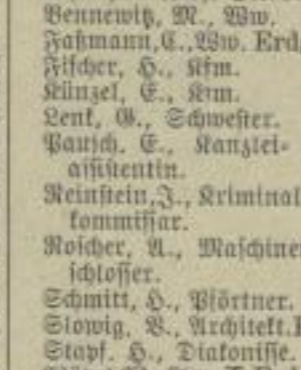 Bennewitz, M., Ww.
Faßmann, C., Ww. Erd
Fischer, H., Kfm.
Künzel, E., Kfm.
Lenk, G., Schwester.
Pausch, E., Kanzlei-
assistentin.
Reinstein, J., Kriminal
kommissar.
Roscher, A., Maschinen
schlosser.
Schmitt, H., Pförtner.
Slowig, V., Architekt.
Stapf, H., Diakonisse.